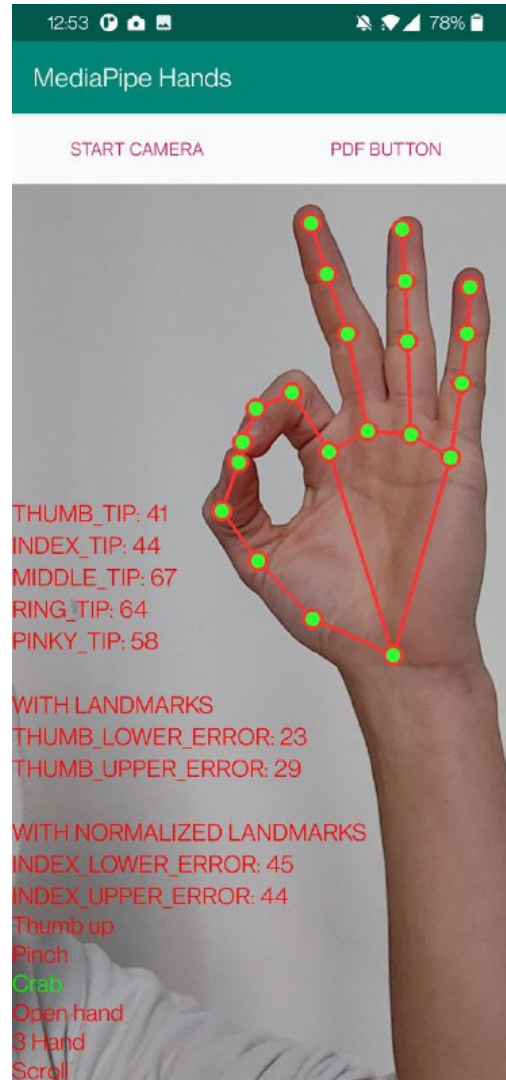 12:53 78%
MediaPipe Hands
START CAMERA PDF BUTTON
THUMB_TIP: 41
INDEX_TIP: 44
MIDDLE_TIP: 67
RING_TIP: 64
PINKY_TIP: 58
WITH LANDMARKS
THUMB_LOWER_ERROR: 23
THUMB_UPPER_ERROR: 29
WITH NORMALIZED LANDMARKS
INDEX_LOWER_ERROR: 45
INDEX_UPPER_ERROR: 44
Thumb up
Pinch
Crab
Open hand
3 Hand
Scroll